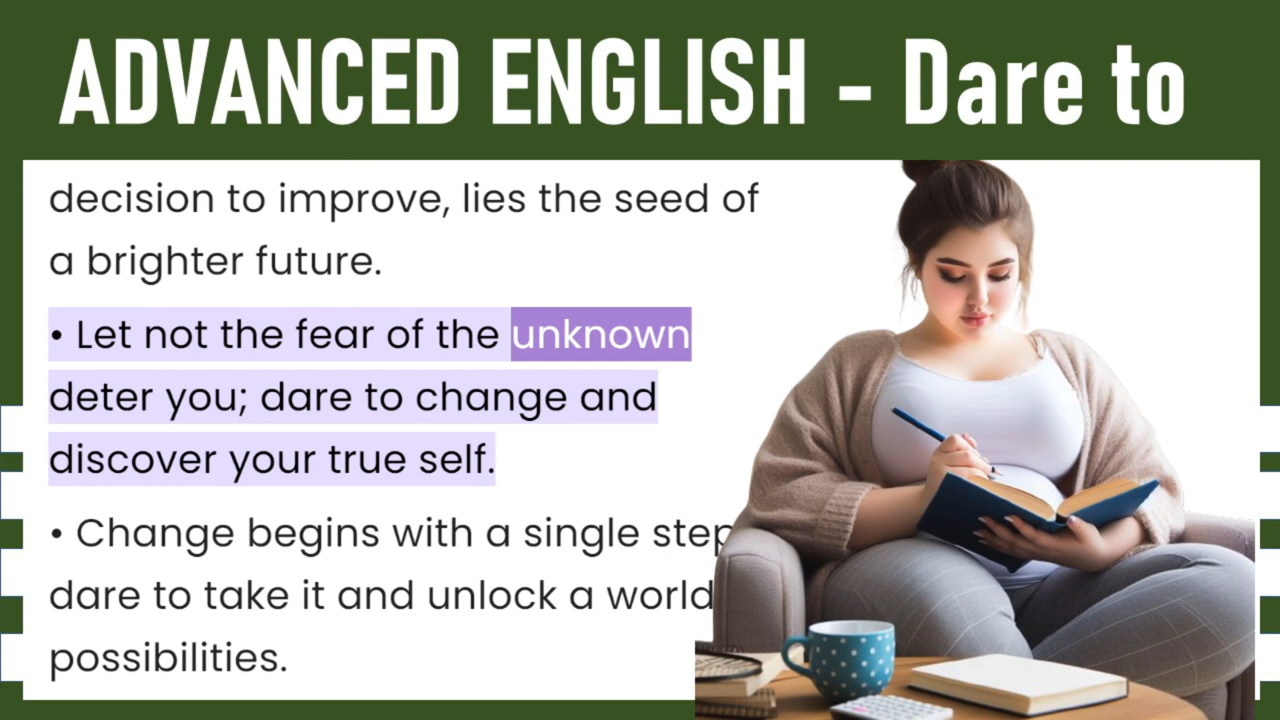 ADVANCED ENGLISH - Dare to
decision to improve, lies the seed of
a brighter future.
• Let not the fear of the unknown
deter you; dare to change and
discover your true self.
• Change begins with a single step
dare to take it and unlock a world
possibilities.